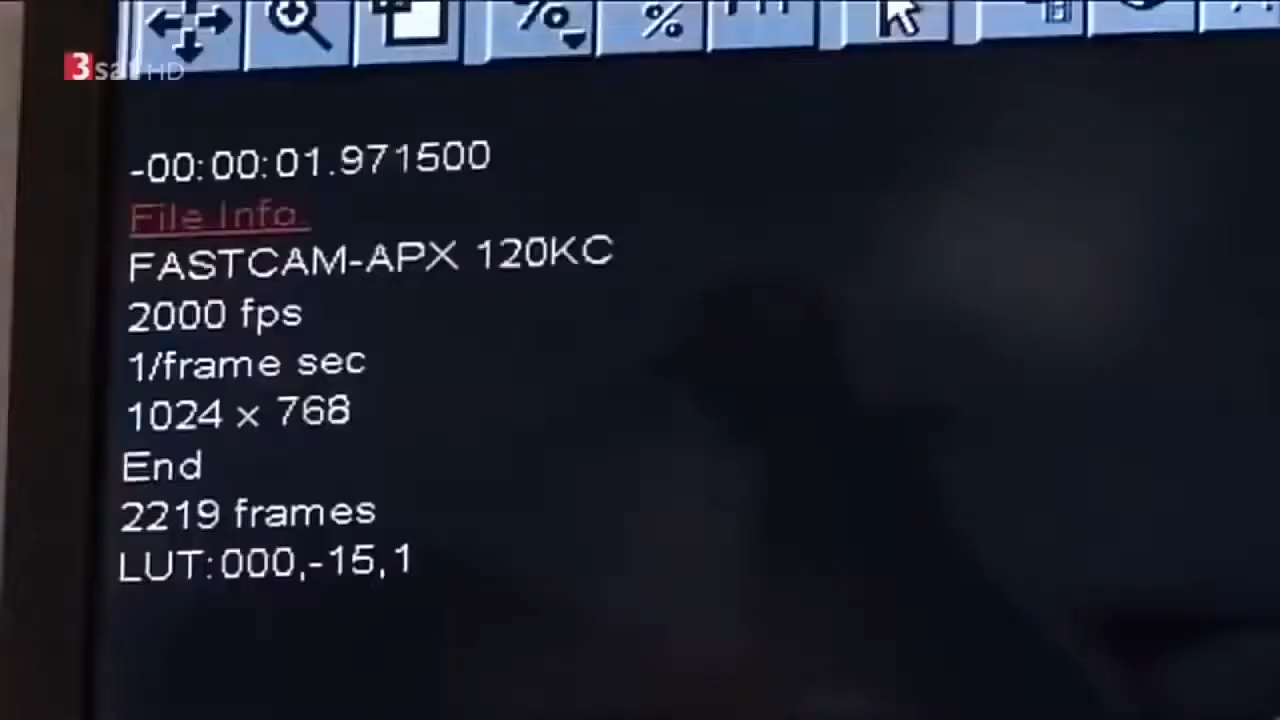 3sat HD
-00:00:01.971500
File Info.
FASTCAM-APX 120KC
2000 fps
1/frame sec
1024 x 768
End
2219 frames
LUT:000,-15,1